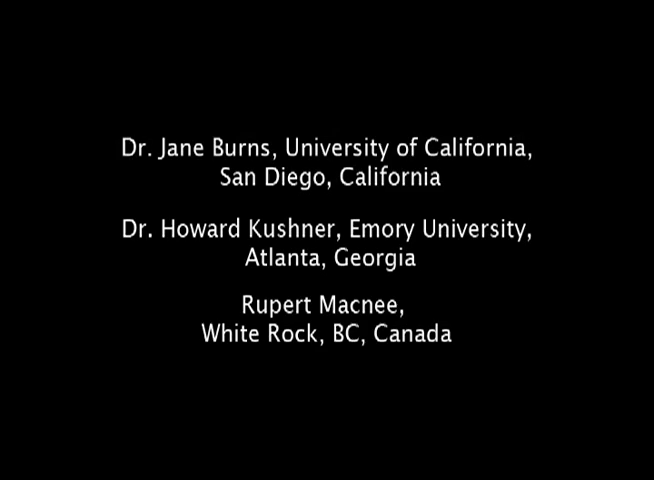 Dr. Jane Burns, University of California,
San Diego, California
Dr. Howard Kushner, Emory University,
Atlanta, Georgia
Rupert Macnee,
White Rock, BC, Canada